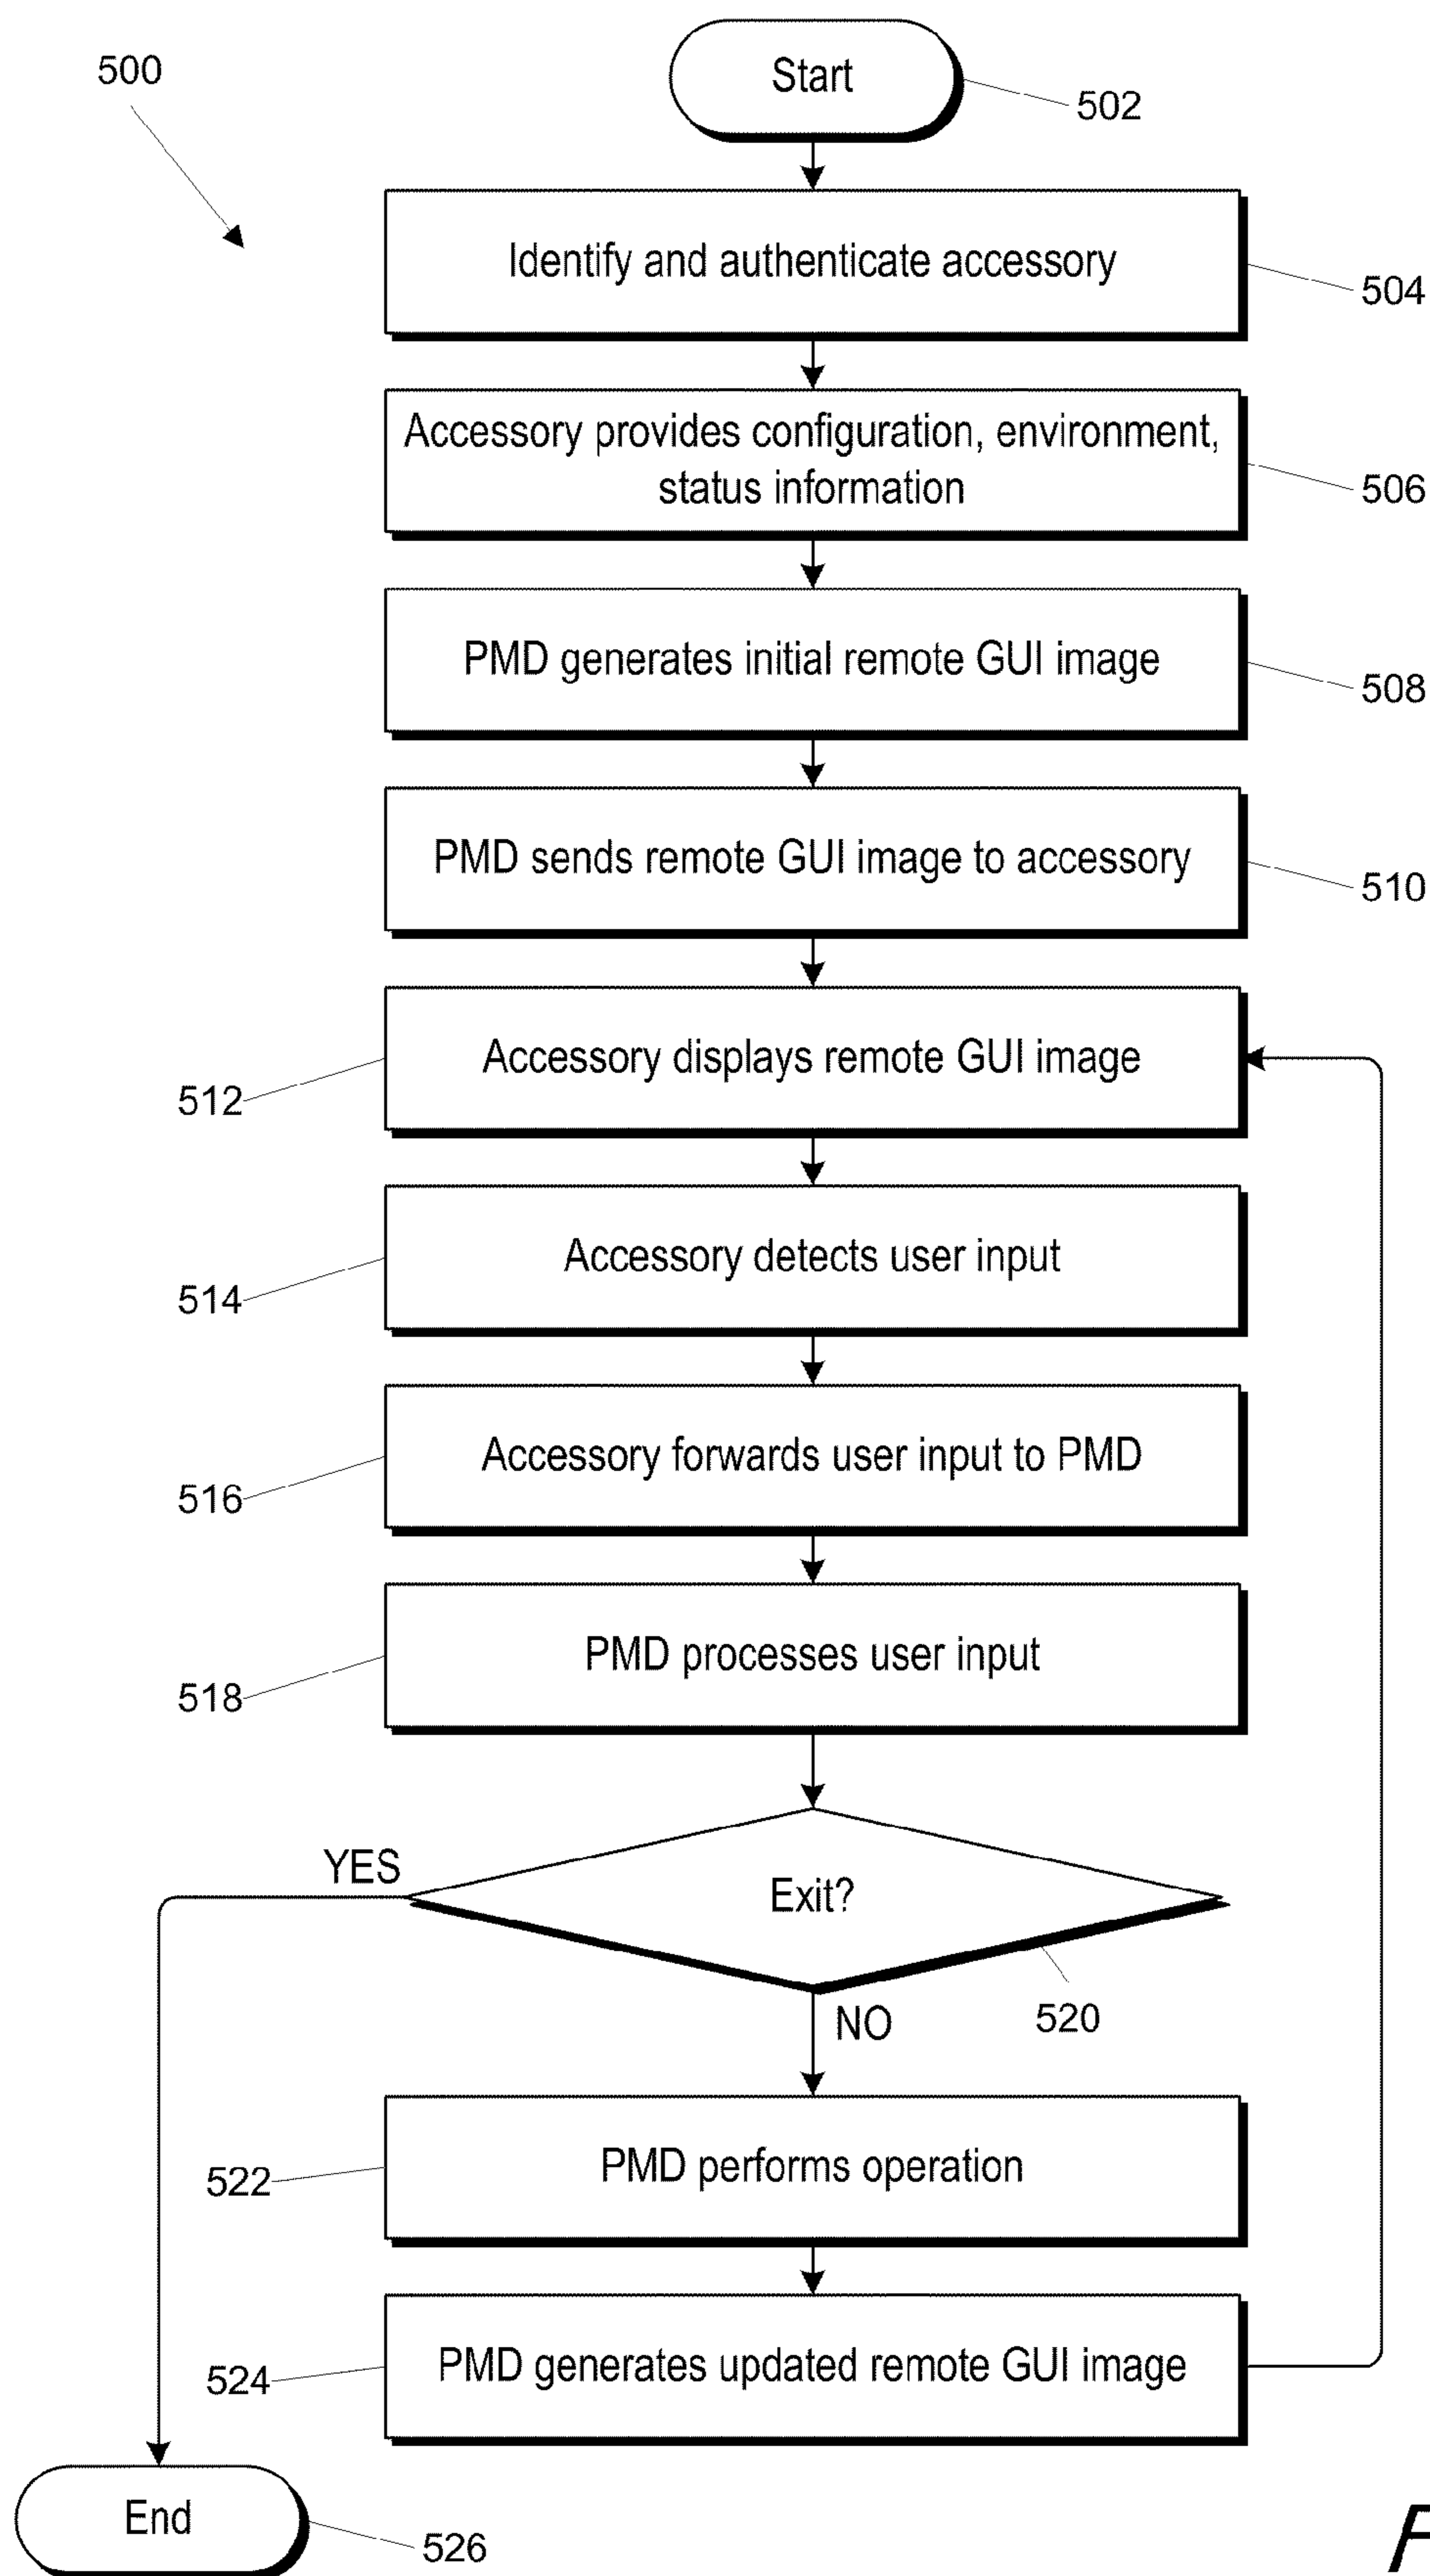 500
Start
502
Identify and authenticate accessory
504
Accessory provides configuration, environment,
status information
506
PMD generates initial remote GUI image
508
PMD sends remote GUI image to accessory
510
Accessory displays remote GUI image
512
Accessory detects user input
514
Accessory forwards user input to PMD
516
PMD processes user input
518
YES
Exit?
NO
520
PMD performs operation
522
PMD generates updated remote GUI image
524
End
526